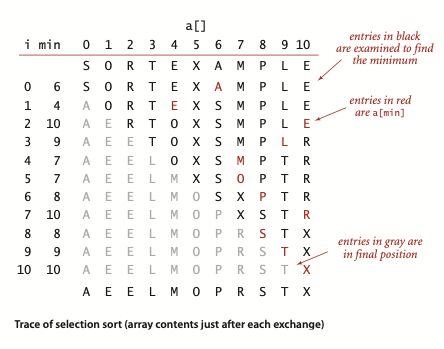 a[]
i min 0 1 2 3 4 5 6 7 8 9 10
S O R T E X A M P L E
0 6 S O R T E X A M P L E
1 4 A O R T E X S M P L E
2 10 A E R T O X S M P L E
3 9 A E E T O X S M P L R
4 7 A E E L O X S M P T R
5 7 A E E L M X S O P T R
6 8 A E E L M O S X P T R
7 10 A E E L M O P X S T R
8 8 A E E L M O P R S T X
9 9 A E E L M O P R S T X
10 10 A E E L M O P R S T X
A E E L M O P R S T X
entries in black
are examined to find
the minimum
entries in red
are a[min]
entries in gray are
in final position
Trace of selection sort (array contents just after each exchange)